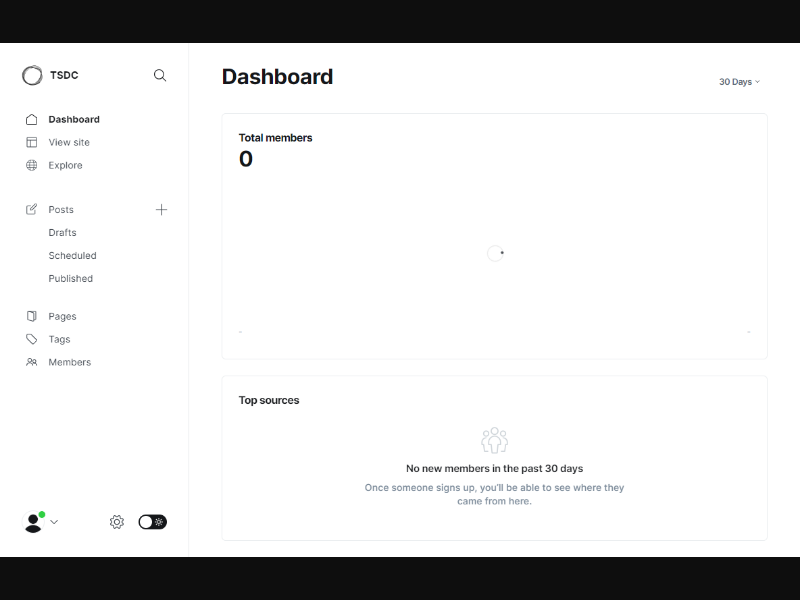 TSDC
Dashboard
View site
Explore
Posts
Drafts
Scheduled
Published
Pages
Tags
Members
Dashboard
30 Days
Total members
0
-
-
Top sources
No new members in the past 30 days
Once someone signs up, you'll be able to see where they
came from here.